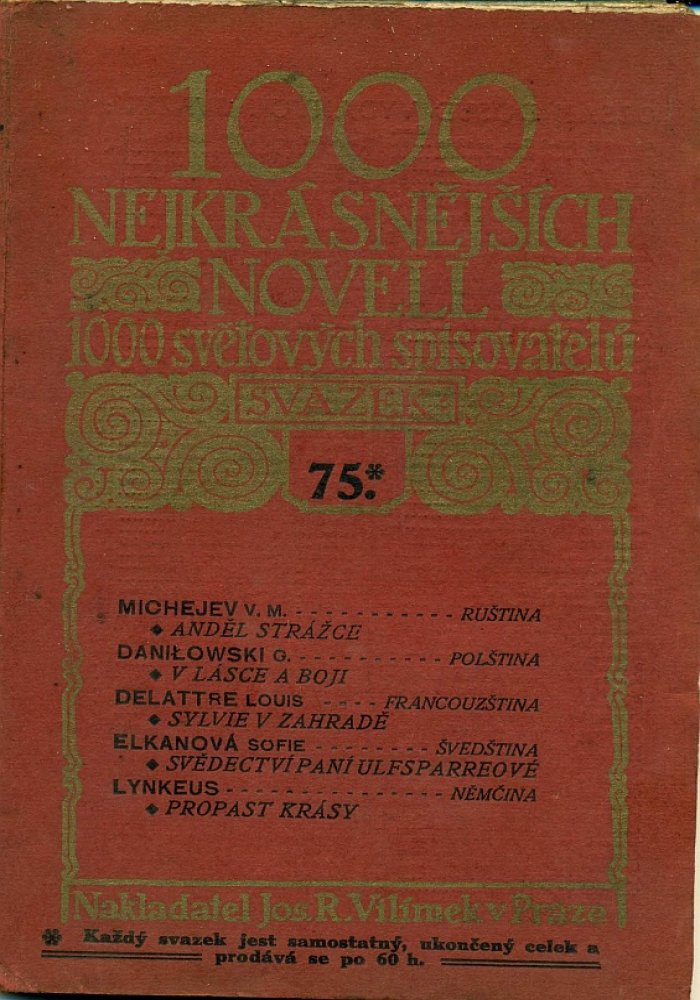 1000
NEJKRÁSNĚJŠÍCH
NOVELL
1000 světových spisovatelů
SVAZEK
75.*
MICHEJEV V. M. - - - - - - - - - - - - RUŠTINA
◆ ANDĚL STRÁŽCE
DANIŁOWSKI G. - - - - - - - - - - POLŠTINA
◆ V LÁSCE A BOJI
DELATTRE LOUIS - - - - FRANCOUZŠTINA
◆ SYLVIE V ZAHRADĚ
ELKANOVÁ SOFIE - - - - - - - - ŠVEDŠTINA
◆ SVĚDECTVÍ PANÍ ULFSPARREOVÉ
LYNKEUS - - - - - - - - - - - - - - - - NĚMČINA
◆ PROPAST KRÁSY
Nakladatel Jos. R. Vilímek v Praze
* Každý svazek jest samostatný, ukončený celek a
prodává se po 60 h.